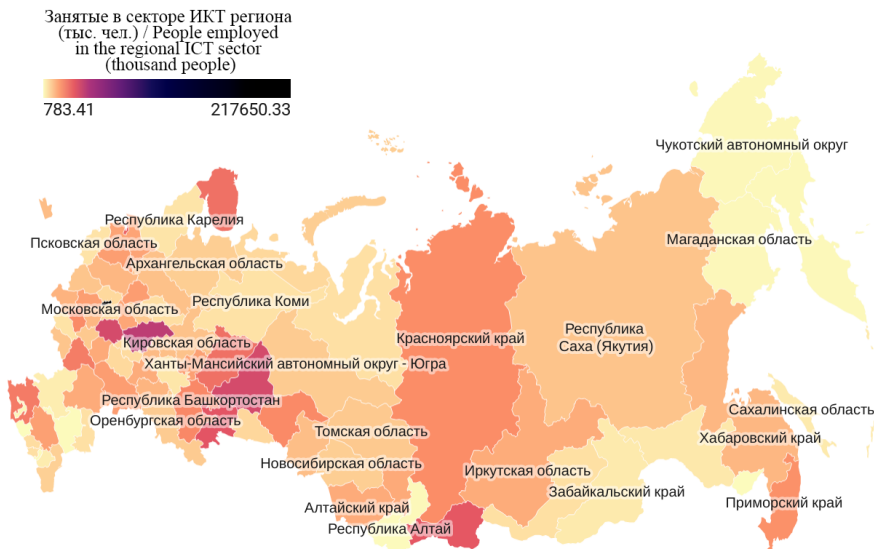 Занятые в секторе ИКТ региона
(тыс. чел.) / People employed
in the regional ICT sector
(thousand people)
783.41 217650.33
Чукотский автономный округ
Республика Карелия
Псковская область
Магаданская область
Архангельская область
Республика Коми
Московская область
Красноярский край
Республика
Саха (Якутия)
Кировская область
Ханты-Мансийский автономный округ - Югра
Республика Башкортостан
Сахалинская область
Оренбургская область
Томская область
Хабаровский край
Новосибирская область
Иркутская область
Забайкальский край
Приморский край
Алтайский край
Республика Алтай